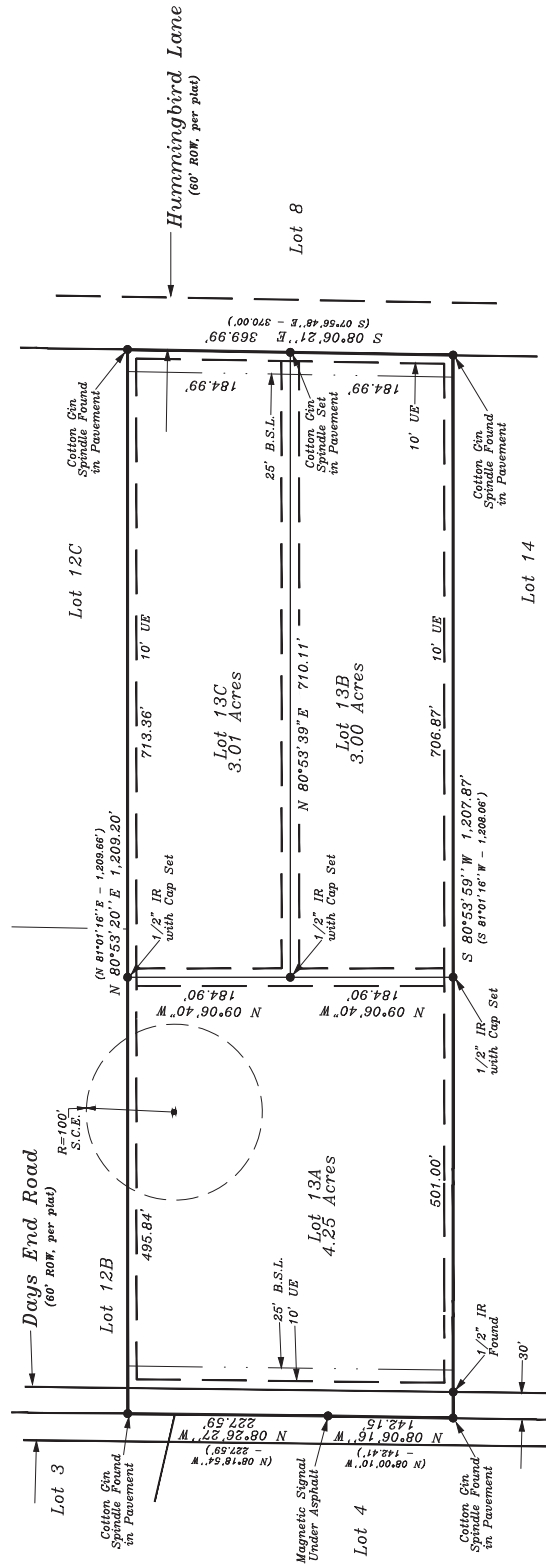 Hummingbird Lane
(60' ROW, per plat)
Lot 8
Cotton Gin
Spindle Found
in Pavement
S 08°06'21''E 369.99'
(S 07°56'48''E - 370.00')
184.99'
184.99'
25' B.S.L.
Cotton Gin
Spindle Set
in Pavement
10' UE
Cotton Gin
Spindle Found
in Pavement
Lot 12C
Lot 14
10' UE
713.36'
Lot 13C
3.01 Acres
N 80°53'39"E 710.11'
Lot 13B
3.00 Acres
10' UE
706.87'
(N 81°01'16''E - 1,209.66')
N 80°53'20''E 1,209.20'
1/2" IR
with Cap Set
1/2" IR
with Cap Set
S 80°53'59''W 1,207.87'
(S 81°01'16''W - 1,208.06')
N 09°06'40"W
184.90'
N 09°06'40"W
184.90'
1/2" IR
with Cap Set
R=100'
S.C.E.
Days End Road
(60' ROW, per plat)
Lot 12B
495.84'
Lot 13A
4.25 Acres
501.00'
25' B.S.L.
10' UE
1/2" IR
Found
30'
N 08°26'27''W
227.59'
(N 08°18'54''W
- 227.59')
N 08°06'16''W
142.15'
(N 08°00'10''W
- 142.41')
Lot 3
Cotton Gin
Spindle Found
in Pavement
Magnetic Signal
Under Asphalt
Lot 4
Cotton Gin
Spindle Found
in Pavement